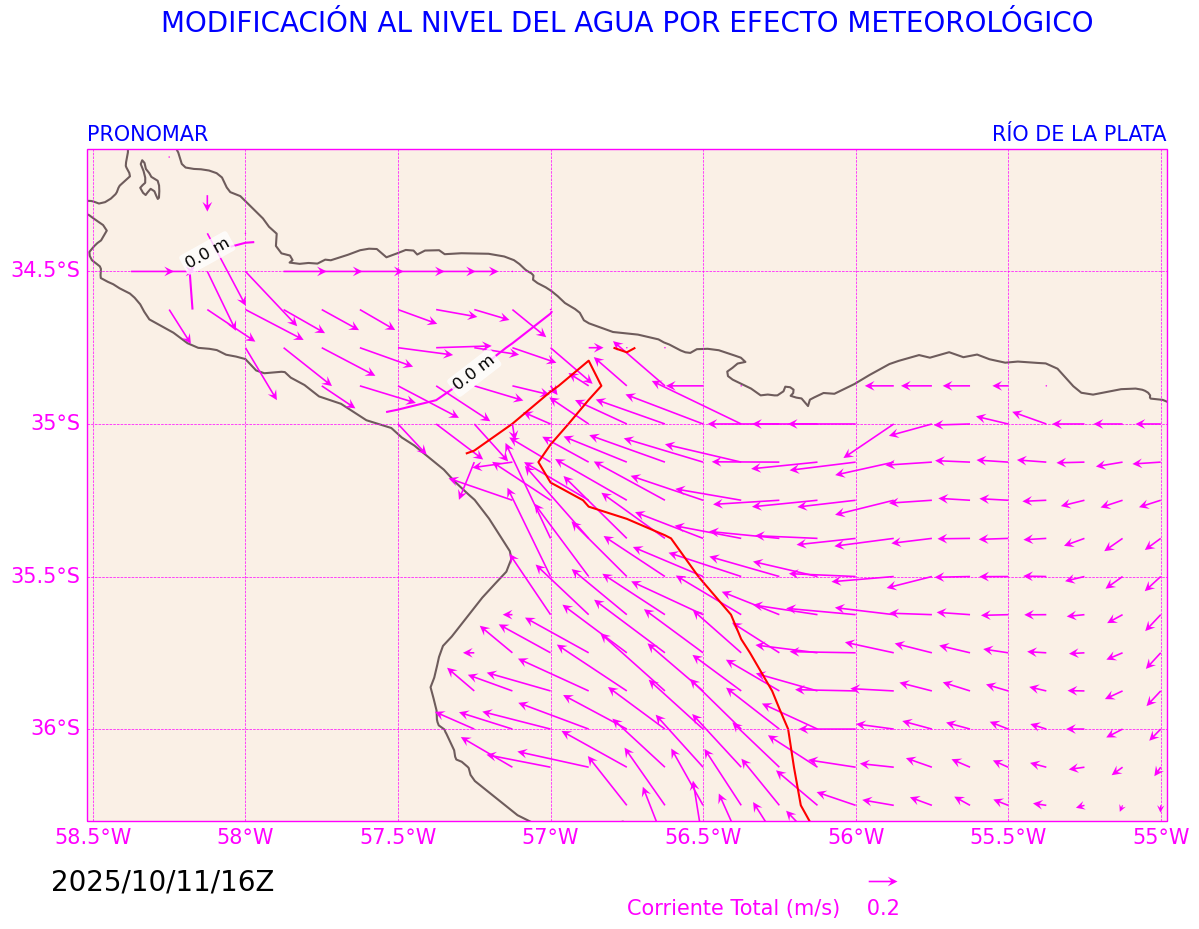 MODIFICACIÓN AL NIVEL DEL AGUA POR EFECTO METEOROLÓGICO
PRONOMAR
RÍO DE LA PLATA
0.0 m
34.5°S
0.0 m
35°S
35.5°S
36°S
58.5°W 58°W 57.5°W 57°W 56.5°W 56°W 55.5°W 55°W
2025/10/11/16Z
Corriente Total (m/s) 0.2